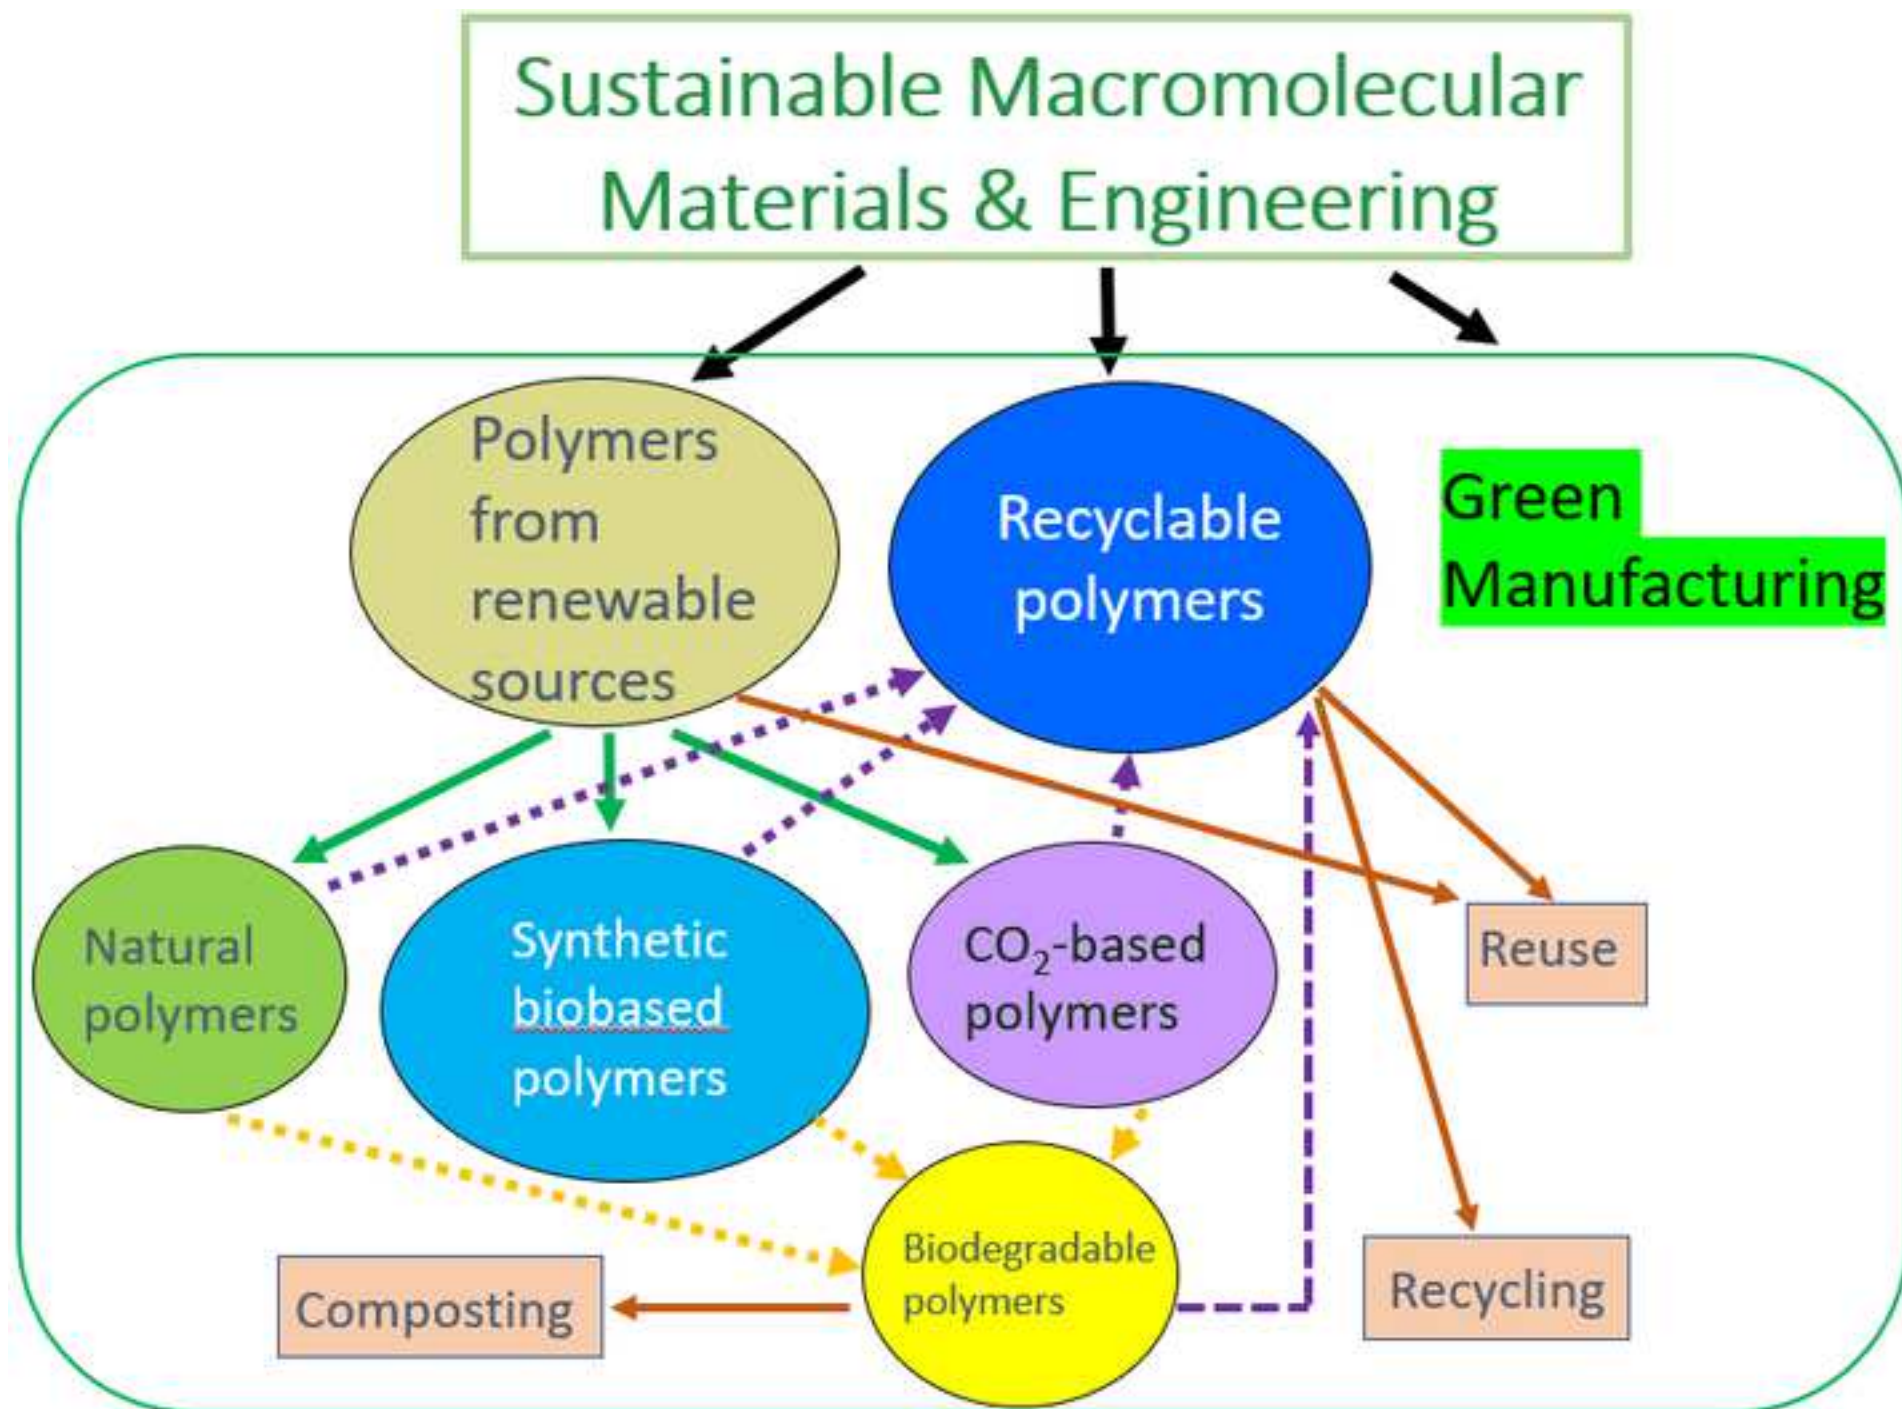 Sustainable Macromolecular
Materials & Engineering
Polymers
from
renewable
sources
Recyclable
polymers
Green
Manufacturing
Natural
polymers
Synthetic
biobased
polymers
CO₂-based
polymers
Reuse
Biodegradable
polymers
Composting
Recycling